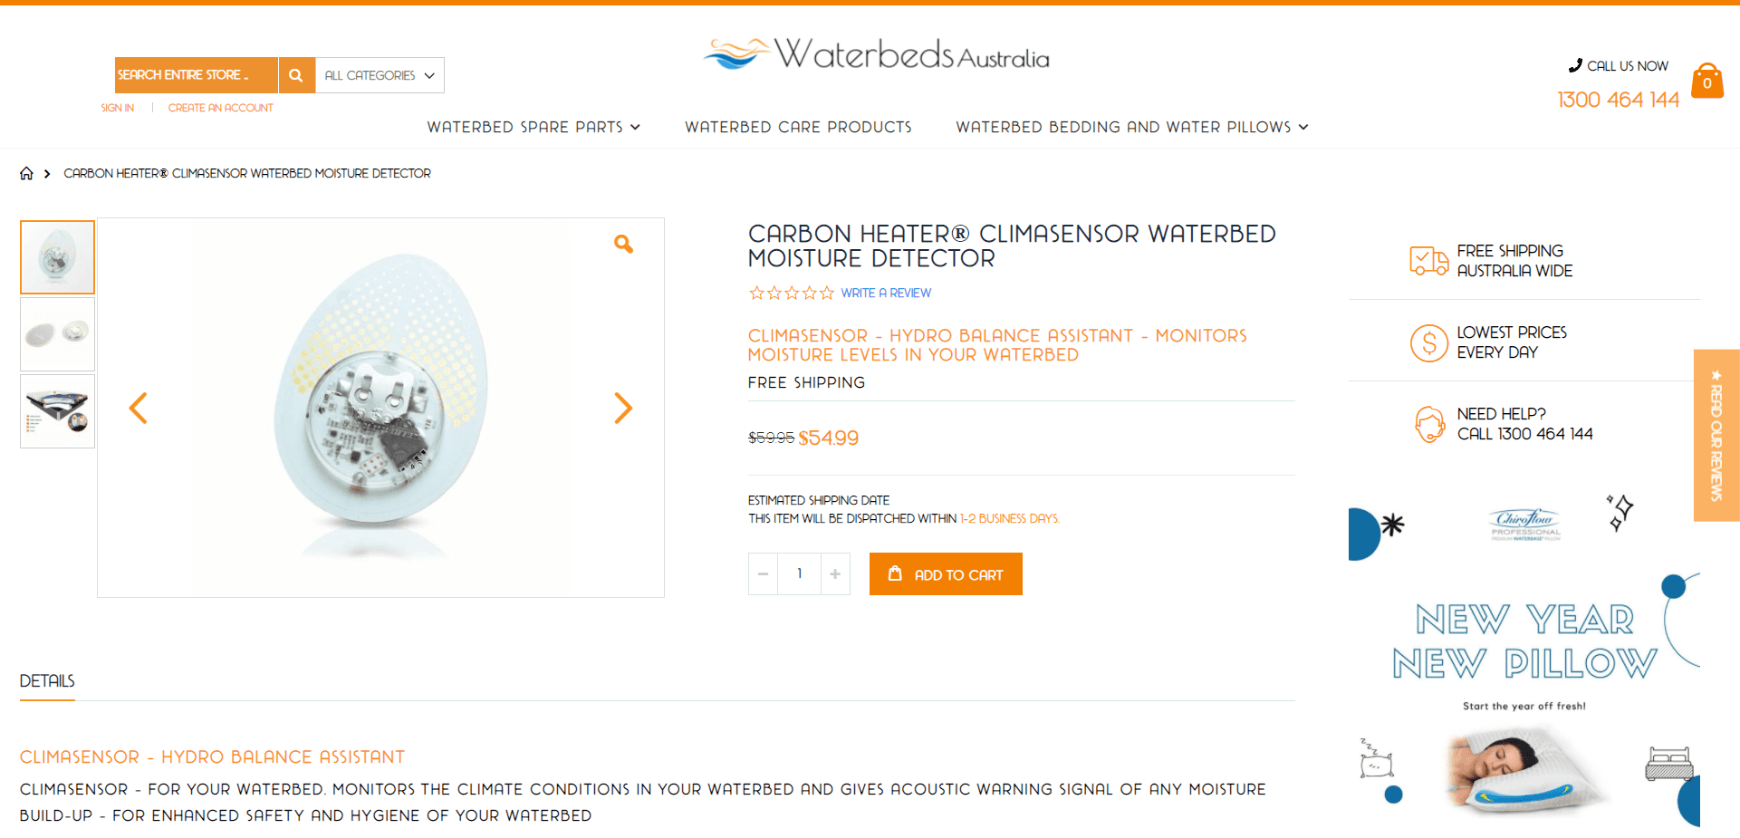 SEARCH ENTIRE STORE ...
ALL CATEGORIES
SIGN IN | CREATE AN ACCOUNT
Waterbeds Australia
CALL US NOW
1300 464 144
0
WATERBED SPARE PARTS
WATERBED CARE PRODUCTS
WATERBED BEDDING AND WATER PILLOWS
CARBON HEATER® CLIMASENSOR WATERBED MOISTURE DETECTOR
CARBON HEATER® CLIMASENSOR WATERBED
MOISTURE DETECTOR
WRITE A REVIEW
CLIMASENSOR - HYDRO BALANCE ASSISTANT - MONITORS
MOISTURE LEVELS IN YOUR WATERBED
FREE SHIPPING
$59.95 $54.99
ESTIMATED SHIPPING DATE
THIS ITEM WILL BE DISPATCHED WITHIN 1-2 BUSINESS DAYS.
1
ADD TO CART
FREE SHIPPING
AUSTRALIA WIDE
LOWEST PRICES
EVERY DAY
NEED HELP?
CALL 1300 464 144
★ READ OUR REVIEWS
Chiroflow
PROFESSIONAL
PREMIUM WATERBASE PILLOW
NEW YEAR
NEW PILLOW
Start the year off fresh!
DETAILS
CLIMASENSOR - HYDRO BALANCE ASSISTANT
CLIMASENSOR - FOR YOUR WATERBED. MONITORS THE CLIMATE CONDITIONS IN YOUR WATERBED AND GIVES ACOUSTIC WARNING SIGNAL OF ANY MOISTURE
BUILD-UP - FOR ENHANCED SAFETY AND HYGIENE OF YOUR WATERBED